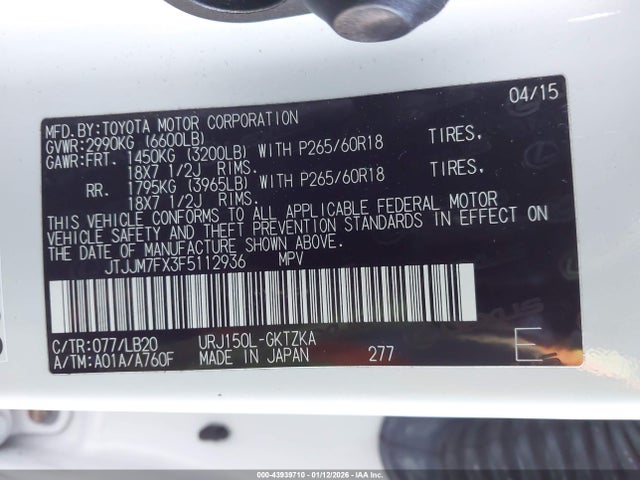 04/15
MFD.BY:TOYOTA MOTOR CORPORATION
GVWR:2990KG (6600LB)
GAWR:FRT. 1450KG (3200LB) WITH P265/60R18 TIRES,
18X7 1/2J RIMS.
RR. 1795KG (3965LB) WITH P265/60R18 TIRES,
18X7 1/2J RIMS.
THIS VEHICLE CONFORMS TO ALL APPLICABLE FEDERAL MOTOR
VEHICLE SAFETY AND THEFT PREVENTION STANDARDS IN EFFECT ON
THE DATE OF MANUFACTURE SHOWN ABOVE.
JTJJM7FX3F5112936 MPV
C/TR:077/LB20 URJ150L-GKTZKA
A/TM:A01A/A760F MADE IN JAPAN 277 E
LEXUS
000-43939710 - 01/12/2026 - IAAI.COM